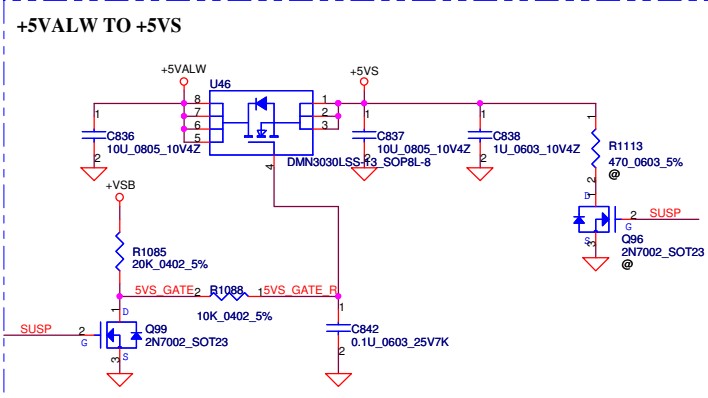 +5VALW TO +5VS
+5VALW
U46
+5VS
8
7
6
5
1
2
3
4
DMN3030LSS-13_SOP8L-8
1
C836
10U_0805_10V4Z
2
1
C837
10U_0805_10V4Z
2
1
C838
1U_0603_10V4Z
2
1
R1113
470_0603_5%
@
2
1
D
SUSP
2
G
S
3
Q96
2N7002_SOT23
@
+VSB
R1085
20K_0402_5%
5VS_GATE
2
R1088
1
5VS_GATE_R
10K_0402_5%
1
D
SUSP
2
G
S
3
Q99
2N7002_SOT23
1
C842
0.1U_0603_25V7K
2